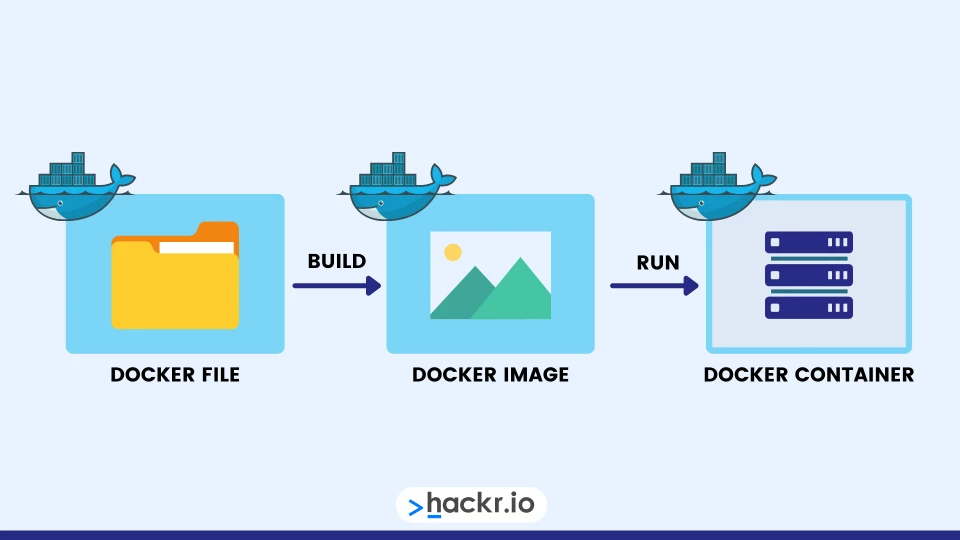 BUILD
RUN
DOCKER FILE
DOCKER IMAGE
DOCKER CONTAINER
>hackr.io